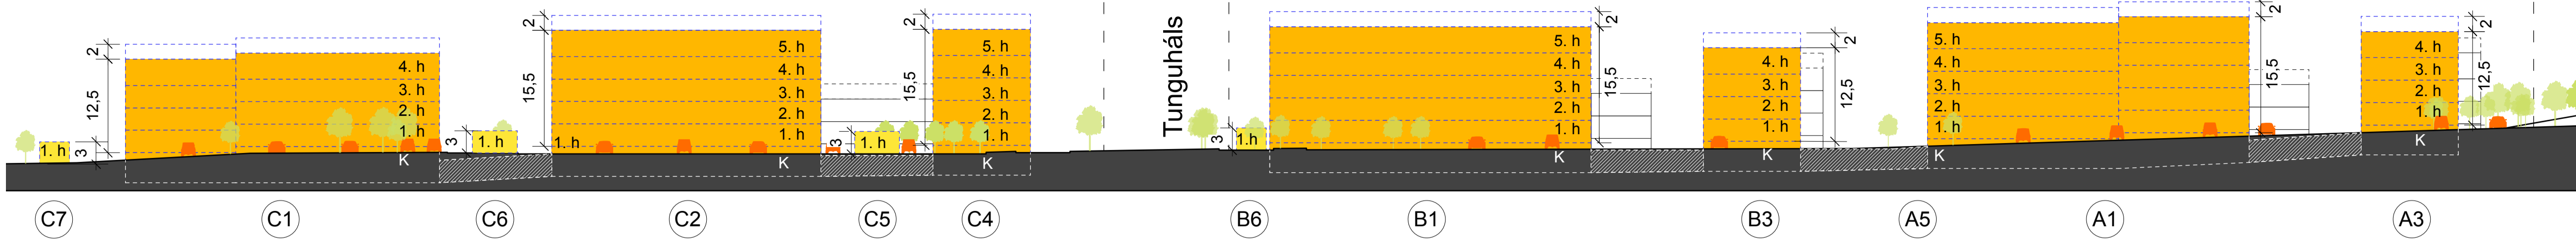 2
12,5
4. h
3. h
2. h
1. h
1. h
3
K
3
1. h
2
15,5
5. h
4. h
3. h
2. h
1. h
1. h
K
2
15,5
3
1. h
5. h
4. h
3. h
2. h
1. h
K
Tunguháls
3
1.h
5. h
4. h
3. h
2. h
1. h
K
2
15,5
4. h
3. h
2. h
1. h
K
2
12,5
5. h
4. h
3. h
2. h
1. h
K
2
15,5
4. h
3. h
2. h
1. h
K
2
12,5
C7
C1
C6
C2
C5
C4
B6
B1
B3
A5
A1
A3